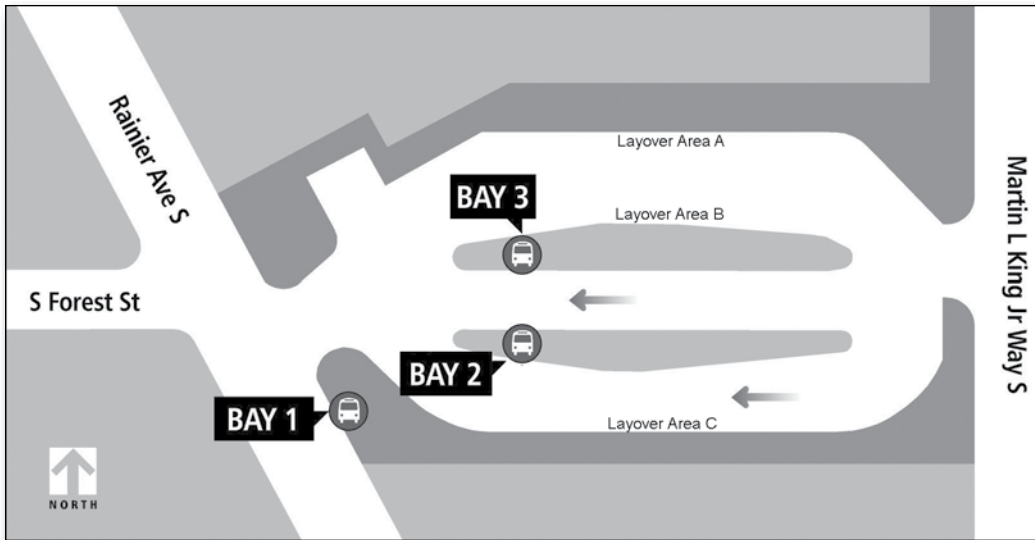 Rainier Ave S
Layover Area A
BAY 3
Layover Area B
Martin L King Jr Way S
S Forest St
BAY 2
BAY 1
Layover Area C
NORTH